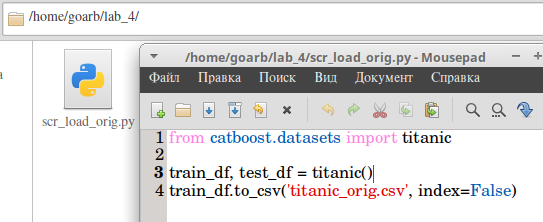 /home/goarb/lab_4/
scr_load_orig.py
/home/goarb/lab_4/scr_load_orig.py - Mousepad
Файл Правка Поиск Вид Документ Справка
1 from catboost.datasets import titanic
2
3 train_df, test_df = titanic()
4 train_df.to_csv('titanic_orig.csv', index=False)